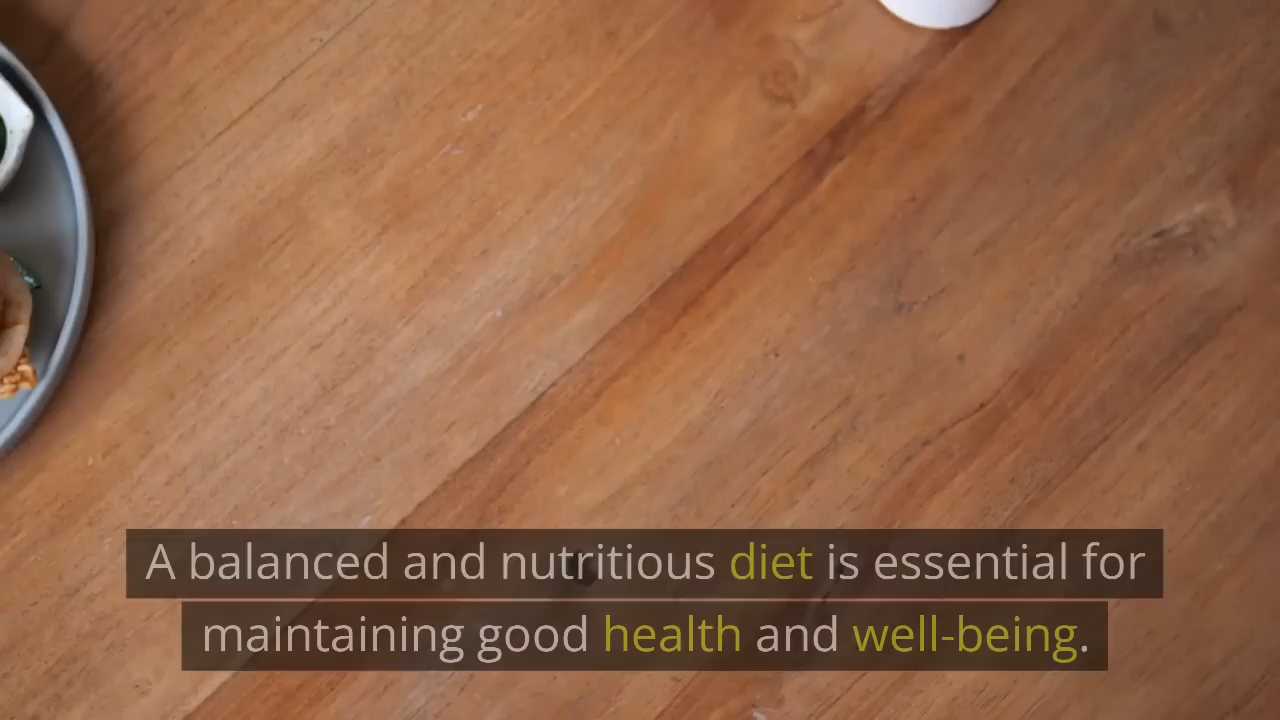 A balanced and nutritious diet is essential for
maintaining good health and well-being.